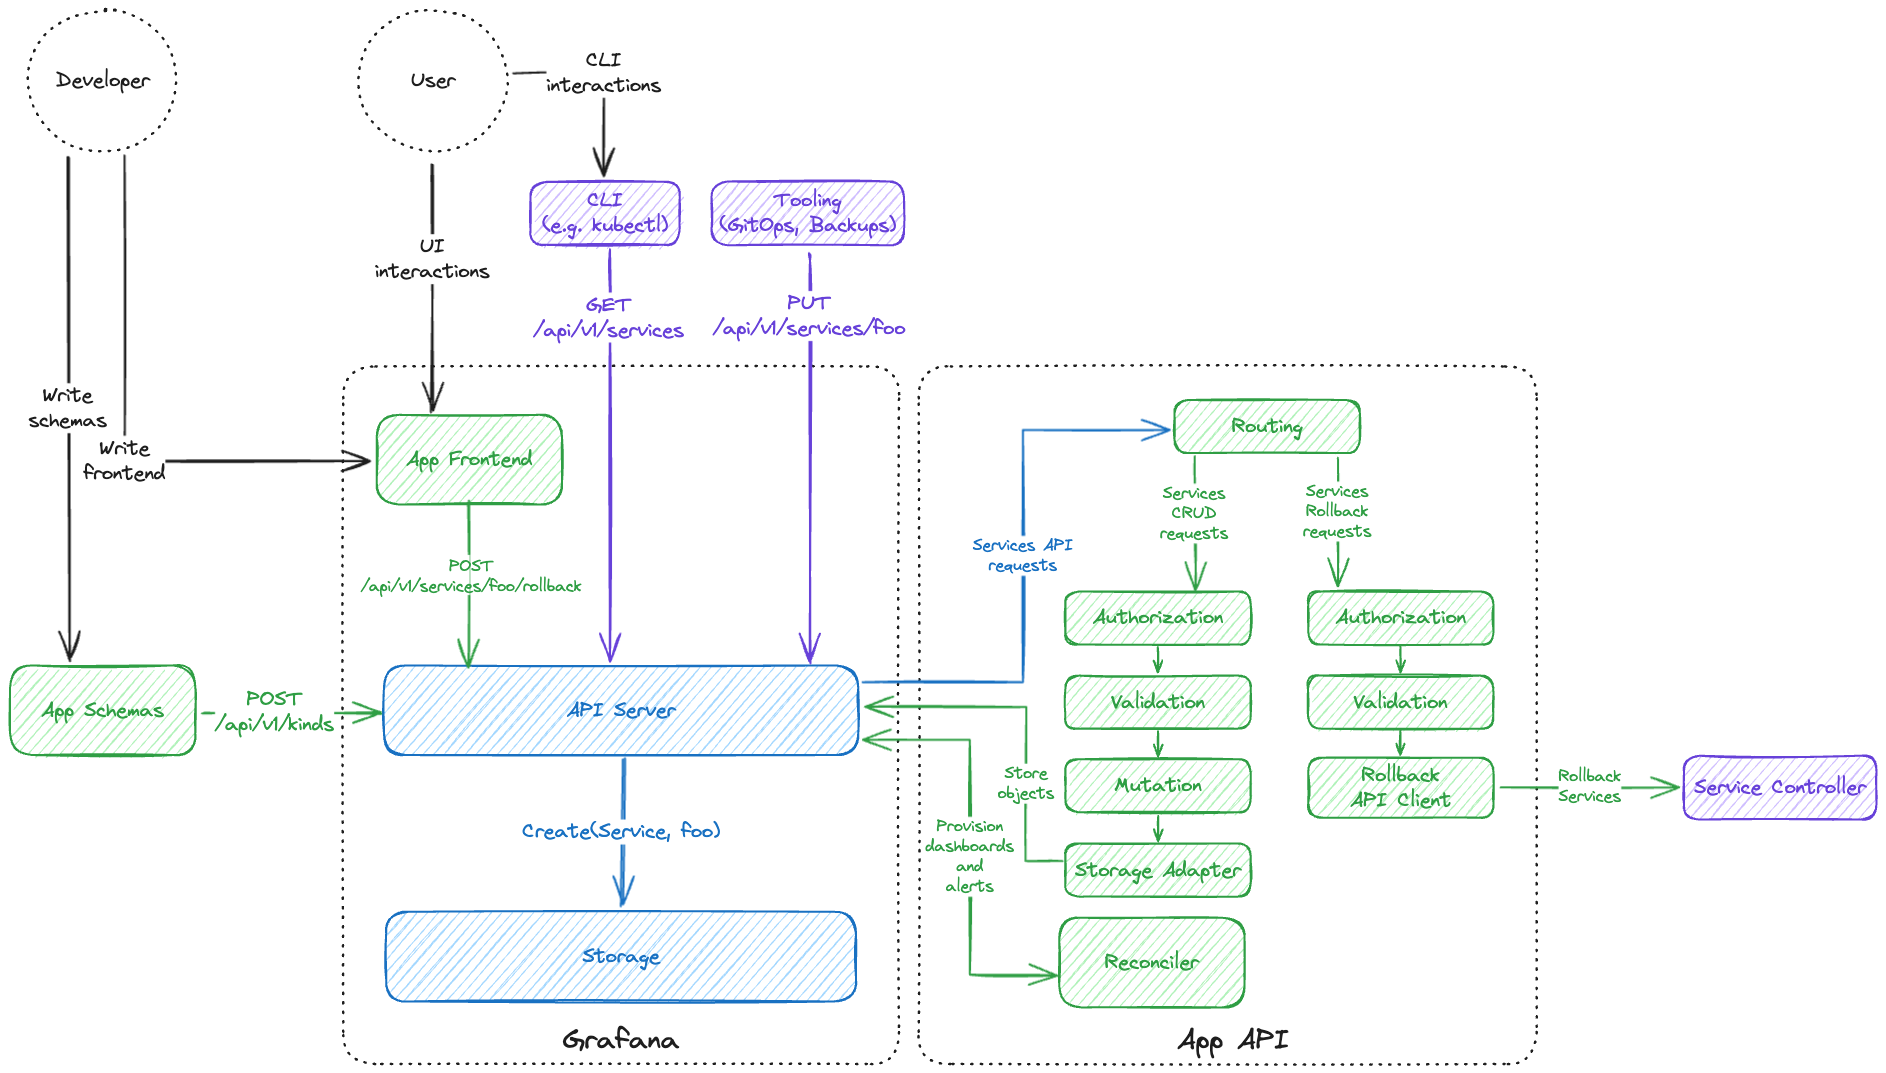 Developer
User
CLI
interactions
CLI
(e.g. kubectl)
Tooling
(GitOps, Backups)
UI
interactions
GET
/api/v1/services
PUT
/api/v1/services/foo
Write
schemas
Write
frontend
App Frontend
POST
/api/v1/services/foo/rollback
App Schemas
POST
/api/v1/kinds
API Server
Create(Service, foo)
Storage
Grafana
Services API
requests
Routing
Services
CRUD
requests
Services
Rollback
requests
Authorization
Validation
Mutation
Storage Adapter
Authorization
Validation
Rollback
API Client
Rollback
Services
Service Controller
Store
objects
Provision
dashboards
and
alerts
Reconciler
App API